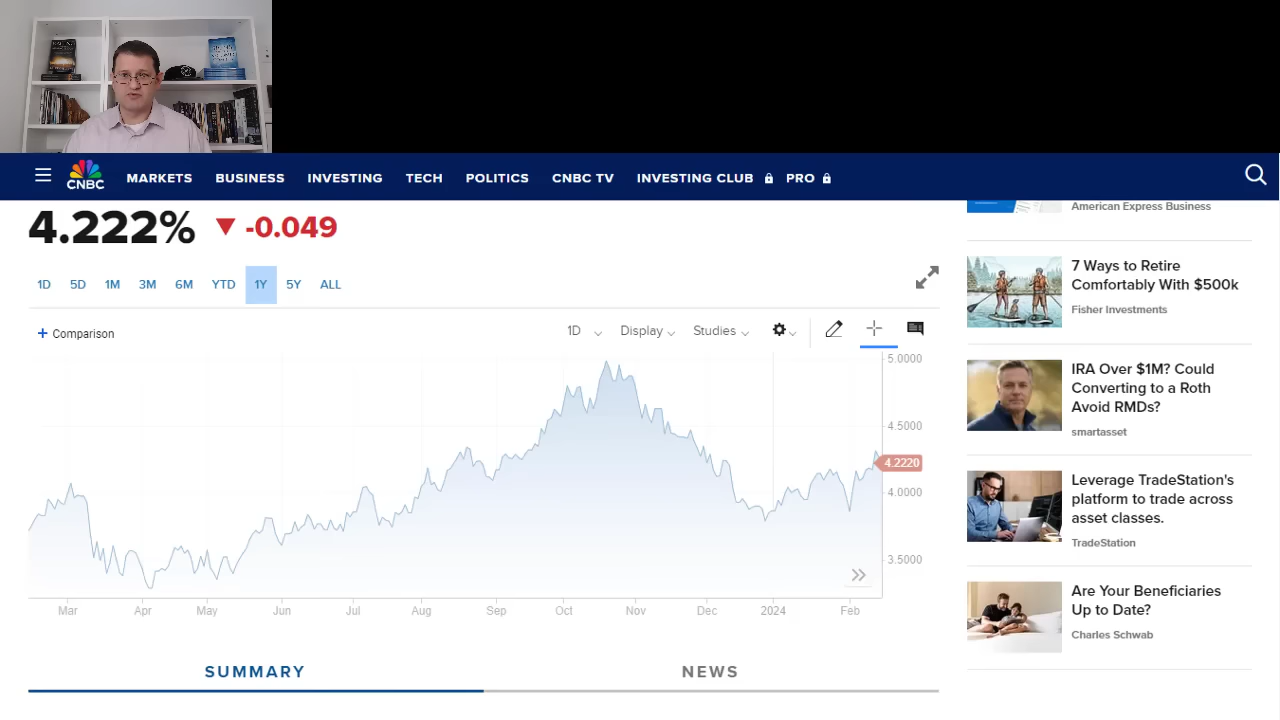 CNBC
MARKETS
BUSINESS
INVESTING
TECH
POLITICS
CNBC TV
INVESTING CLUB
PRO
4.222% ▼ -0.049
1D
5D
1M
3M
6M
YTD
1Y
5Y
ALL
+ Comparison
1D
Display
Studies
5.0000
4.5000
4.2220
4.0000
3.5000
Mar
Apr
May
Jun
Jul
Aug
Sep
Oct
Nov
Dec
2024
Feb
SUMMARY
NEWS
American Express Business
7 Ways to Retire
Comfortably With $500k
Fisher Investments
IRA Over $1M? Could
Converting to a Roth
Avoid RMDs?
smartasset
Leverage TradeStation's
platform to trade across
asset classes.
TradeStation
Are Your Beneficiaries
Up to Date?
Charles Schwab